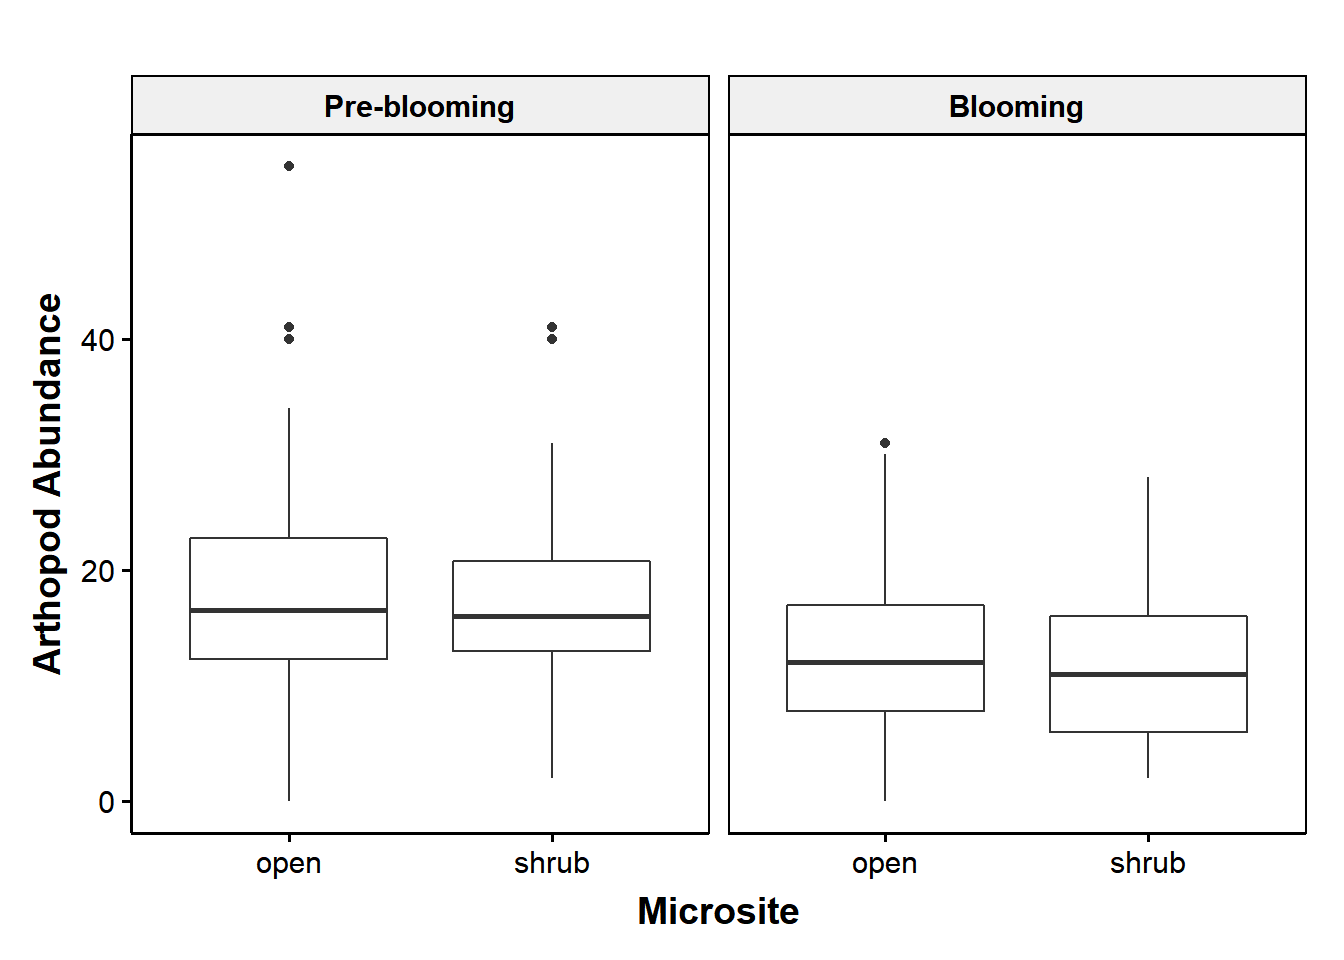 Pre-blooming
Blooming
Arthopod Abundance
40
20
0
open
shrub
open
shrub
Microsite